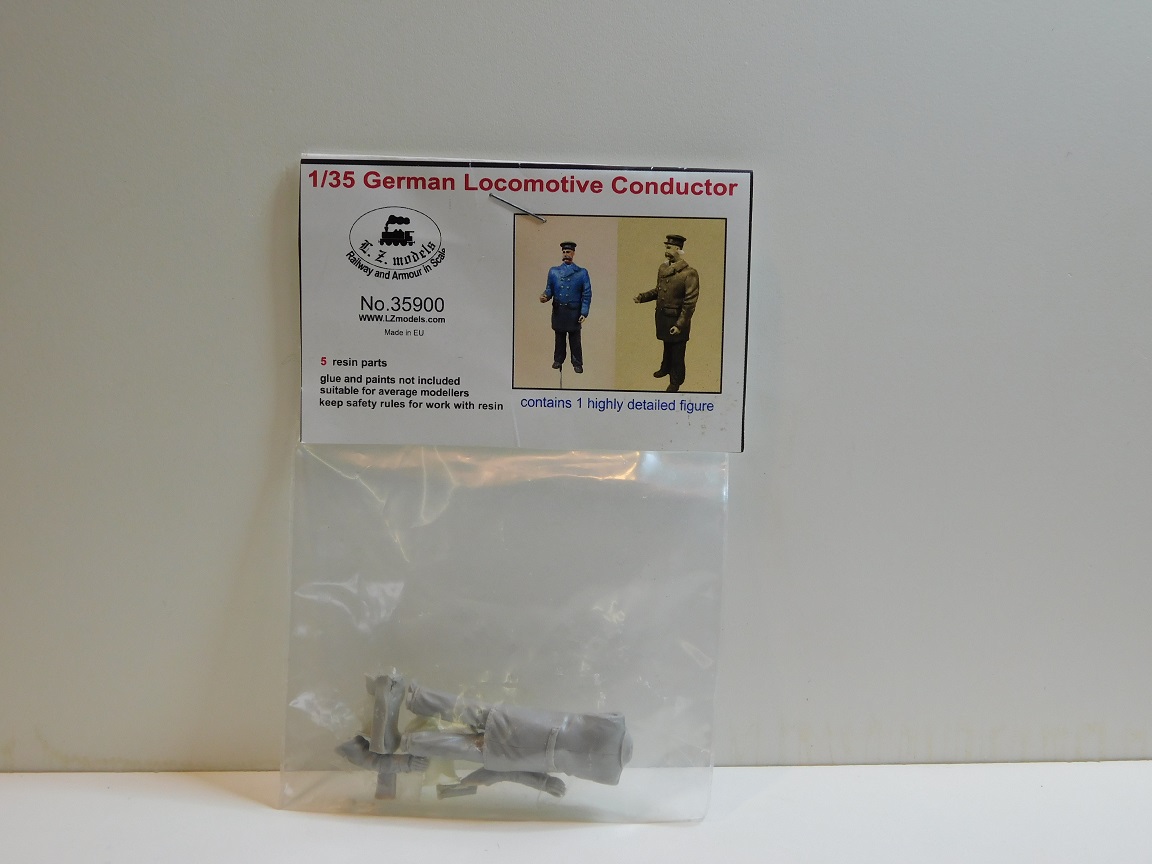 1/35 German Locomotive Conductor
L. Z. models
Railway and Armour in Scale
No.35900
WWW.LZmodels.com
Made in EU
5 resin parts
glue and paints not included
suitable for average modellers
keep safety rules for work with resin
contains 1 highly detailed figure